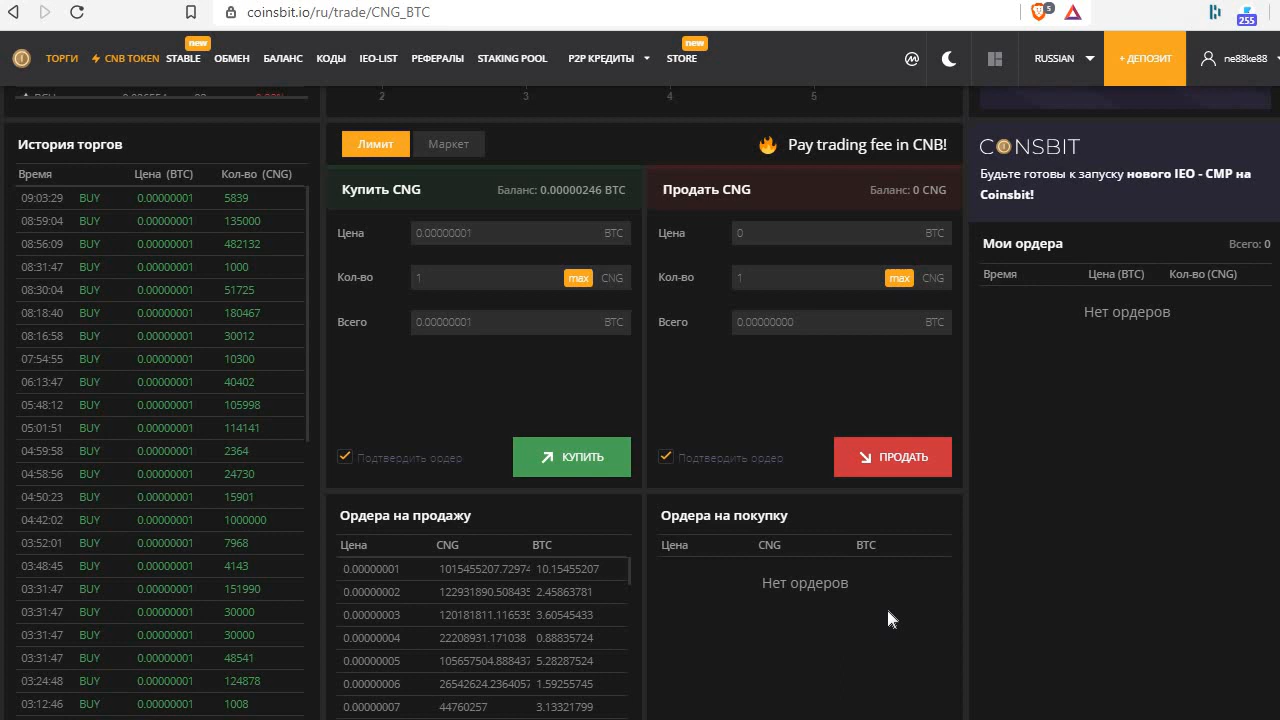 coinsbit.io/ru/trade/CNG_BTC
5
255
new
new
ТОРГИ CNB TOKEN STABLE ОБМЕН БАЛАНС КОДЫ IEO-LIST РЕФЕРАЛЫ STAKING POOL P2P КРЕДИТЫ STORE RUSSIAN + ДЕПОЗИТ ne88ke88
2 3 4 5
История торгов
Время Цена (BTC) Кол-во (CNG)
09:03:29 BUY 0.00000001 5839
08:59:04 BUY 0.00000001 135000
08:56:09 BUY 0.00000001 482132
08:31:47 BUY 0.00000001 1000
08:30:04 BUY 0.00000001 51725
08:18:40 BUY 0.00000001 180467
08:16:58 BUY 0.00000001 30012
07:54:55 BUY 0.00000001 10300
06:13:47 BUY 0.00000001 40402
05:48:12 BUY 0.00000001 105998
05:01:51 BUY 0.00000001 114141
04:59:58 BUY 0.00000001 2364
04:58:56 BUY 0.00000001 24730
04:50:23 BUY 0.00000001 15901
04:42:02 BUY 0.00000001 1000000
03:52:01 BUY 0.00000001 7968
03:48:45 BUY 0.00000001 4143
03:31:47 BUY 0.00000001 151990
03:31:47 BUY 0.00000001 30000
03:31:47 BUY 0.00000001 30000
03:31:47 BUY 0.00000001 48541
03:24:48 BUY 0.00000001 124878
03:12:46 BUY 0.00000001 1008
Лимит Маркет
Pay trading fee in CNB!
Купить CNG Баланс: 0.00000246 BTC
Цена 0.00000001 BTC
Кол-во 1 max CNG
Всего 0.00000001 BTC
Подтвердить ордер КУПИТЬ
Продать CNG Баланс: 0 CNG
Цена 0 BTC
Кол-во 1 max CNG
Всего 0.00000000 BTC
Подтвердить ордер ПРОДАТЬ
Ордера на продажу
Цена CNG BTC
0.00000001 1015455207.72974 10.15455207
0.00000002 122931890.508435 2.45863781
0.00000003 120181811.116535 3.60545433
0.00000004 22208931.171038 0.88835724
0.00000005 105657504.888437 5.28287524
0.00000006 26542624.2364057 1.59255745
0.00000007 44760257 3.13321799
Ордера на покупку
Цена CNG BTC
Нет ордеров
COINSBIT
Будьте готовы к запуску нового IEO - CMP на
Coinsbit!
Мои ордера Всего: 0
Время Цена (BTC) Кол-во (CNG)
Нет ордеров